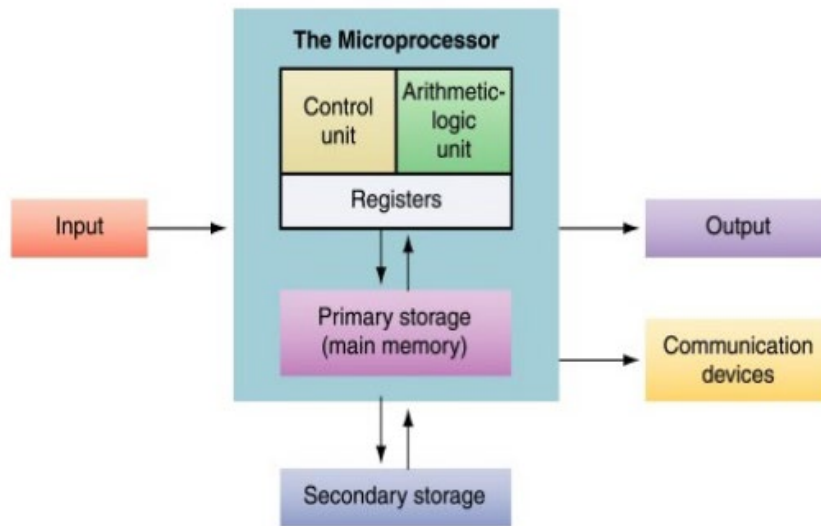 The Microprocessor
Control
unit
Arithmetic-
logic
unit
Registers
Input
Output
Primary storage
(main memory)
Communication
devices
Secondary storage